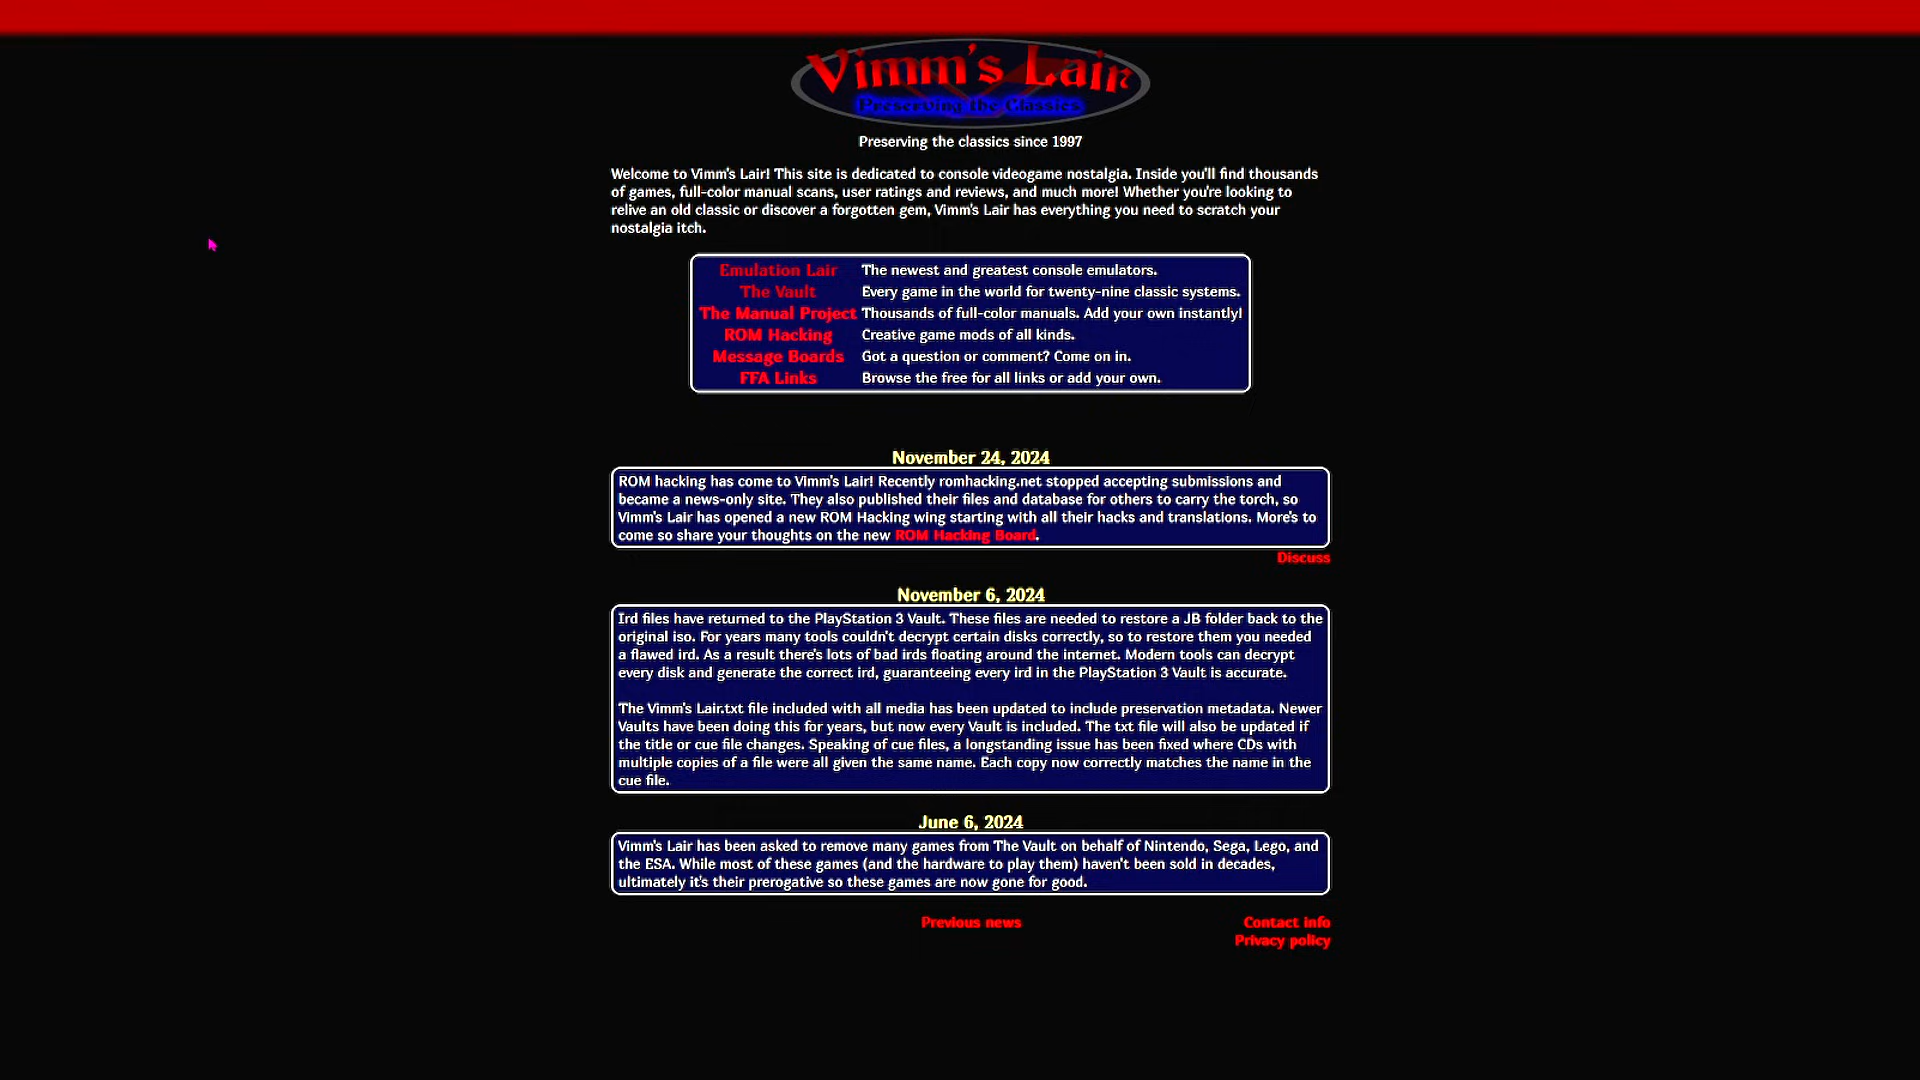 Vimm's Lair
Preserving the Classics
Preserving the classics since 1997
Welcome to Vimm's Lair! This site is dedicated to console videogame nostalgia. Inside you'll find thousands
of games, full-color manual scans, user ratings and reviews, and much more! Whether you're looking to
relive an old classic or discover a forgotten gem, Vimm's Lair has everything you need to scratch your
nostalgia itch.
Emulation Lair The newest and greatest console emulators.
The Vault Every game in the world for twenty-nine classic systems.
The Manual Project Thousands of full-color manuals. Add your own instantly!
ROM Hacking Creative game mods of all kinds.
Message Boards Got a question or comment? Come on in.
FFA Links Browse the free for all links or add your own.
November 24, 2024
ROM hacking has come to Vimm's Lair! Recently romhacking.net stopped accepting submissions and
became a news-only site. They also published their files and database for others to carry the torch, so
Vimm's Lair has opened a new ROM Hacking wing starting with all their hacks and translations. More's to
come so share your thoughts on the new ROM Hacking Board.
Discuss
November 6, 2024
Ird files have returned to the PlayStation 3 Vault. These files are needed to restore a JB folder back to the
original iso. For years many tools couldn't decrypt certain disks correctly, so to restore them you needed
a flawed ird. As a result there's lots of bad irds floating around the internet. Modern tools can decrypt
every disk and generate the correct ird, guaranteeing every ird in the PlayStation 3 Vault is accurate.
The Vimm's Lair.txt file included with all media has been updated to include preservation metadata. Newer
Vaults have been doing this for years, but now every Vault is included. The txt file will also be updated if
the title or cue file changes. Speaking of cue files, a longstanding issue has been fixed where CDs with
multiple copies of a file were all given the same name. Each copy now correctly matches the name in the
cue file.
June 6, 2024
Vimm's Lair has been asked to remove many games from The Vault on behalf of Nintendo, Sega, Lego, and
the ESA. While most of these games (and the hardware to play them) haven't been sold in decades,
ultimately it's their prerogative so these games are now gone for good.
Previous news
Contact info
Privacy policy